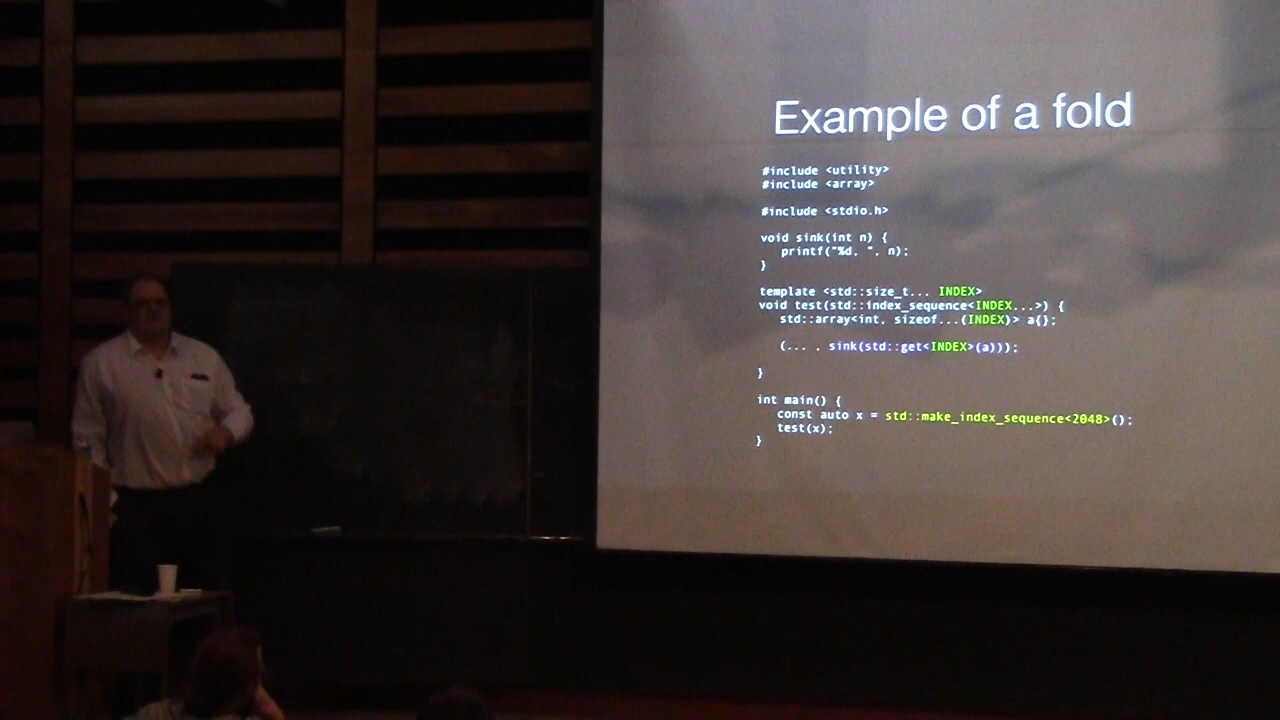 Example of a fold
#include <utility>
#include <array>
#include <stdio.h>
void sink(int n) {
printf("%d, ", n);
}
template <std::size_t... INDEX>
void test(std::index_sequence<INDEX...>) {
std::array<int, sizeof...(INDEX)> a{};
(... , sink(std::get<INDEX>(a)));
}
int main() {
const auto x = std::make_index_sequence<2048>();
test(x);
}